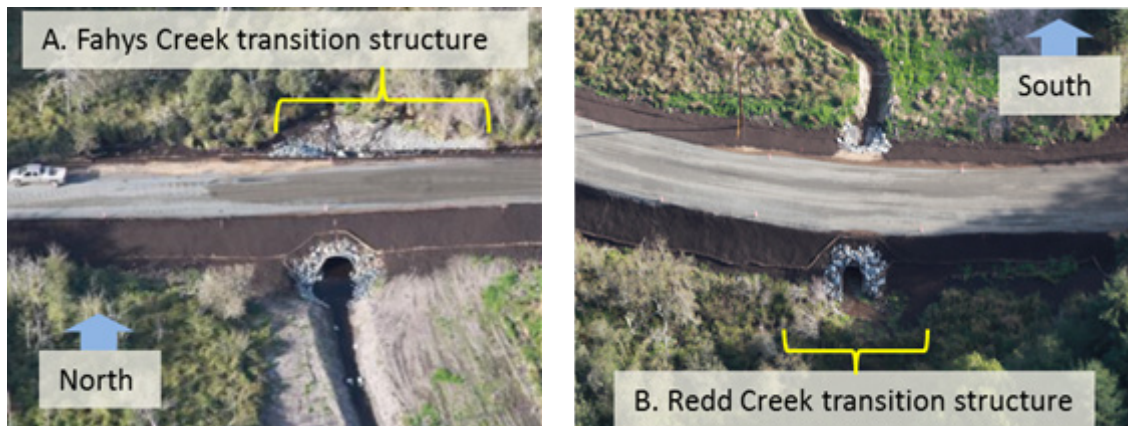 A. Fahys Creek transition structure
North
South
B. Redd Creek transition structure